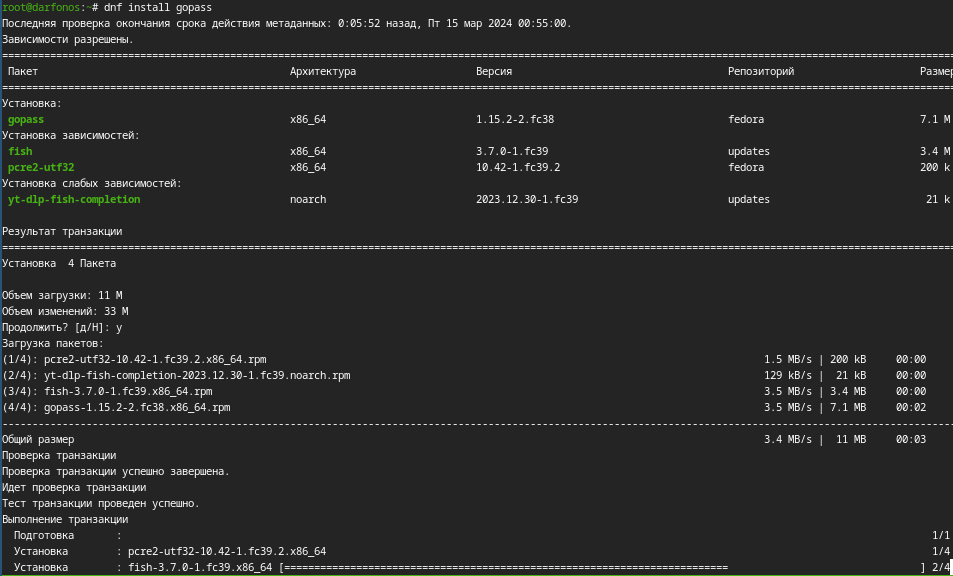 root@darfonos:~# dnf install gopass
Последняя проверка окончания срока действия метаданных: 0:05:52 назад, Пт 15 мар 2024 00:55:00.
Зависимости разрешены.
================================================================================
Пакет Архитектура Версия Репозиторий Размер
================================================================================
Установка:
gopass x86_64 1.15.2-2.fc38 fedora 7.1 M
Установка зависимостей:
fish x86_64 3.7.0-1.fc39 updates 3.4 M
pcre2-utf32 x86_64 10.42-1.fc39.2 fedora 200 k
Установка слабых зависимостей:
yt-dlp-fish-completion noarch 2023.12.30-1.fc39 updates 21 k
Результат транзакции
================================================================================
Установка 4 Пакета
Объем загрузки: 11 M
Объем изменений: 33 M
Продолжить? [д/Н]: y
Загрузка пакетов:
(1/4): pcre2-utf32-10.42-1.fc39.2.x86_64.rpm 1.5 MB/s | 200 kB 00:00
(2/4): yt-dlp-fish-completion-2023.12.30-1.fc39.noarch.rpm 129 kB/s | 21 kB 00:00
(3/4): fish-3.7.0-1.fc39.x86_64.rpm 3.5 MB/s | 3.4 MB 00:00
(4/4): gopass-1.15.2-2.fc38.x86_64.rpm 3.5 MB/s | 7.1 MB 00:02
--------------------------------------------------------------------------------
Общий размер 3.4 MB/s | 11 MB 00:03
Проверка транзакции
Проверка транзакции успешно завершена.
Идет проверка транзакции
Тест транзакции проведен успешно.
Выполнение транзакции
Подготовка : 1/1
Установка : pcre2-utf32-10.42-1.fc39.2.x86_64 1/4
Установка : fish-3.7.0-1.fc39.x86_64 [========================================================================== ] 2/4